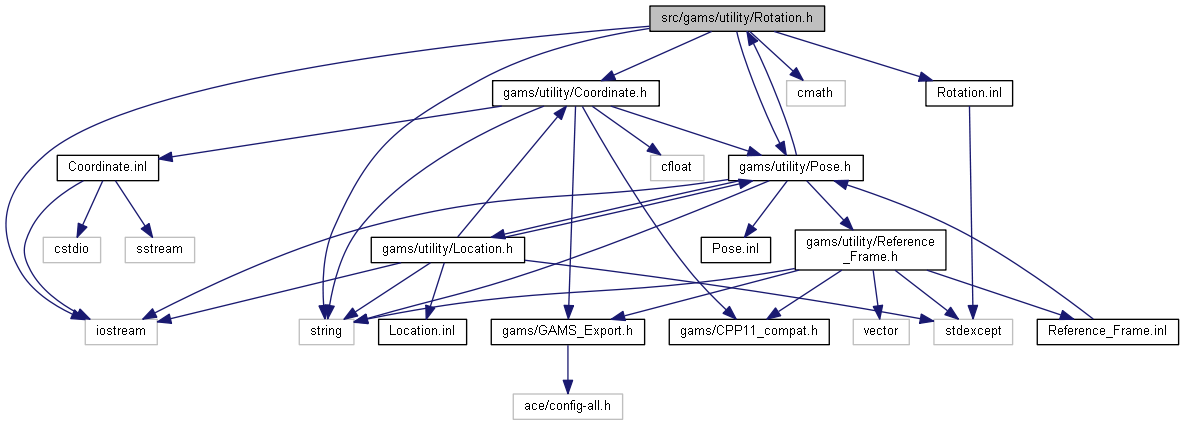 src/gams/utility/Rotation.h
gams/utility/Coordinate.h
cmath
Rotation.inl
Coordinate.inl
cfloat
gams/utility/Pose.h
cstdio
sstream
gams/utility/Location.h
Pose.inl
gams/utility/Reference
_Frame.h
iostream
string
Location.inl
gams/GAMS_Export.h
gams/CPP11_compat.h
vector
stdexcept
Reference_Frame.inl
ace/config-all.h